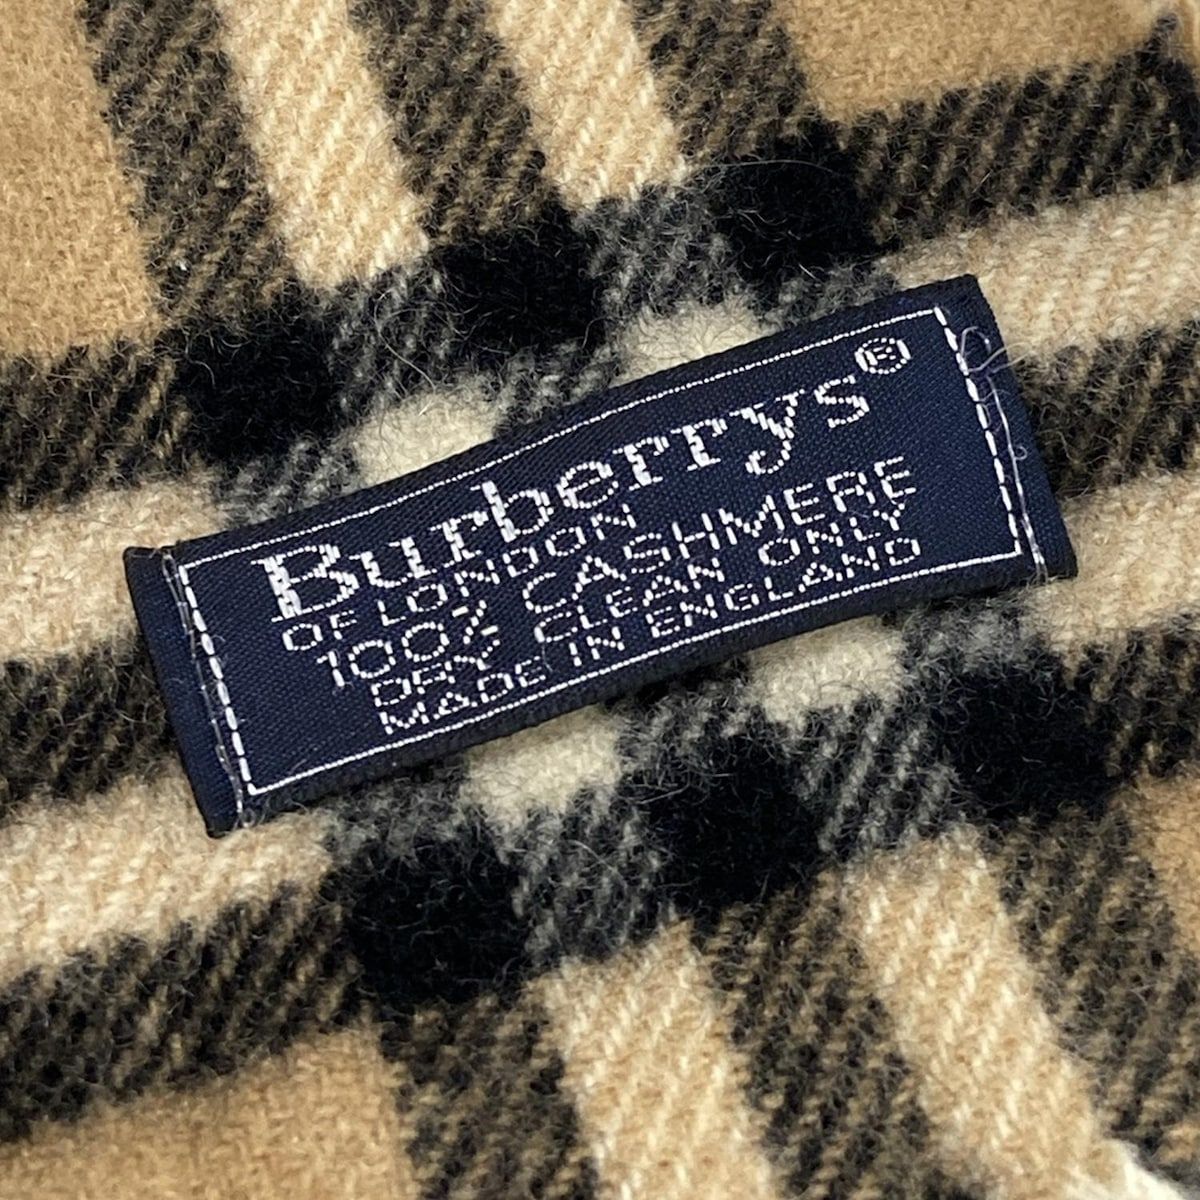 Burberrys®
OF LONDON
100% CASHMERE
DRY CLEAN ONLY
MADE IN ENGLAND